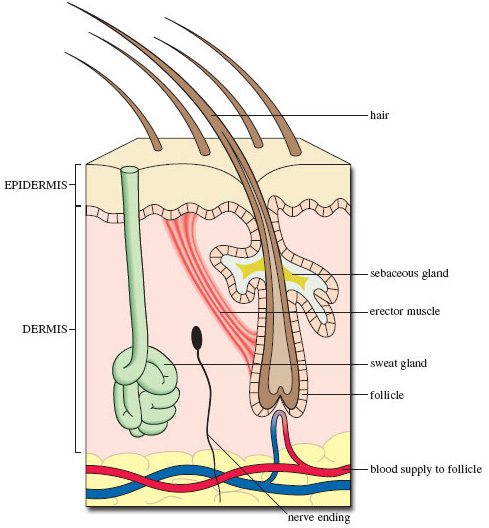 hair
EPIDERMIS
sebaceous gland
erector muscle
DERMIS
sweat gland
follicle
blood supply to follicle
nerve ending